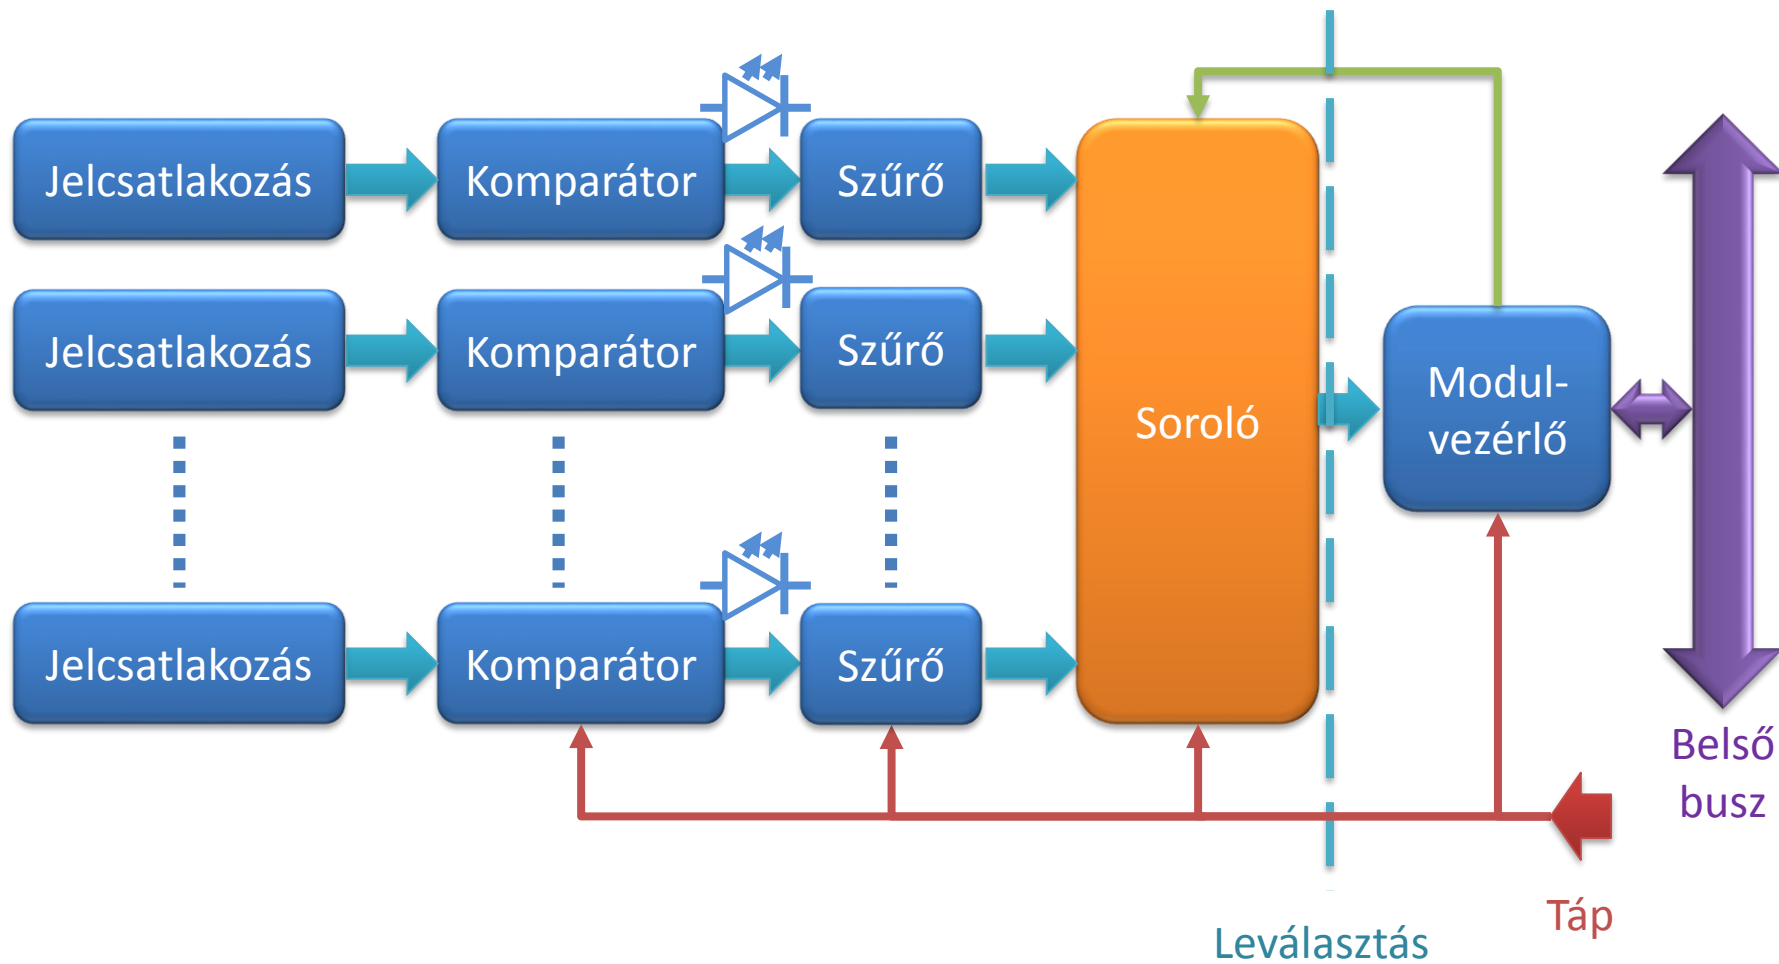 Jelcsatlakozás
Komparátor
Szűrő
Jelcsatlakozás
Komparátor
Szűrő
Soroló
Modul-
vezérlő
Jelcsatlakozás
Komparátor
Szűrő
Belső
busz
Táp
Leválasztás